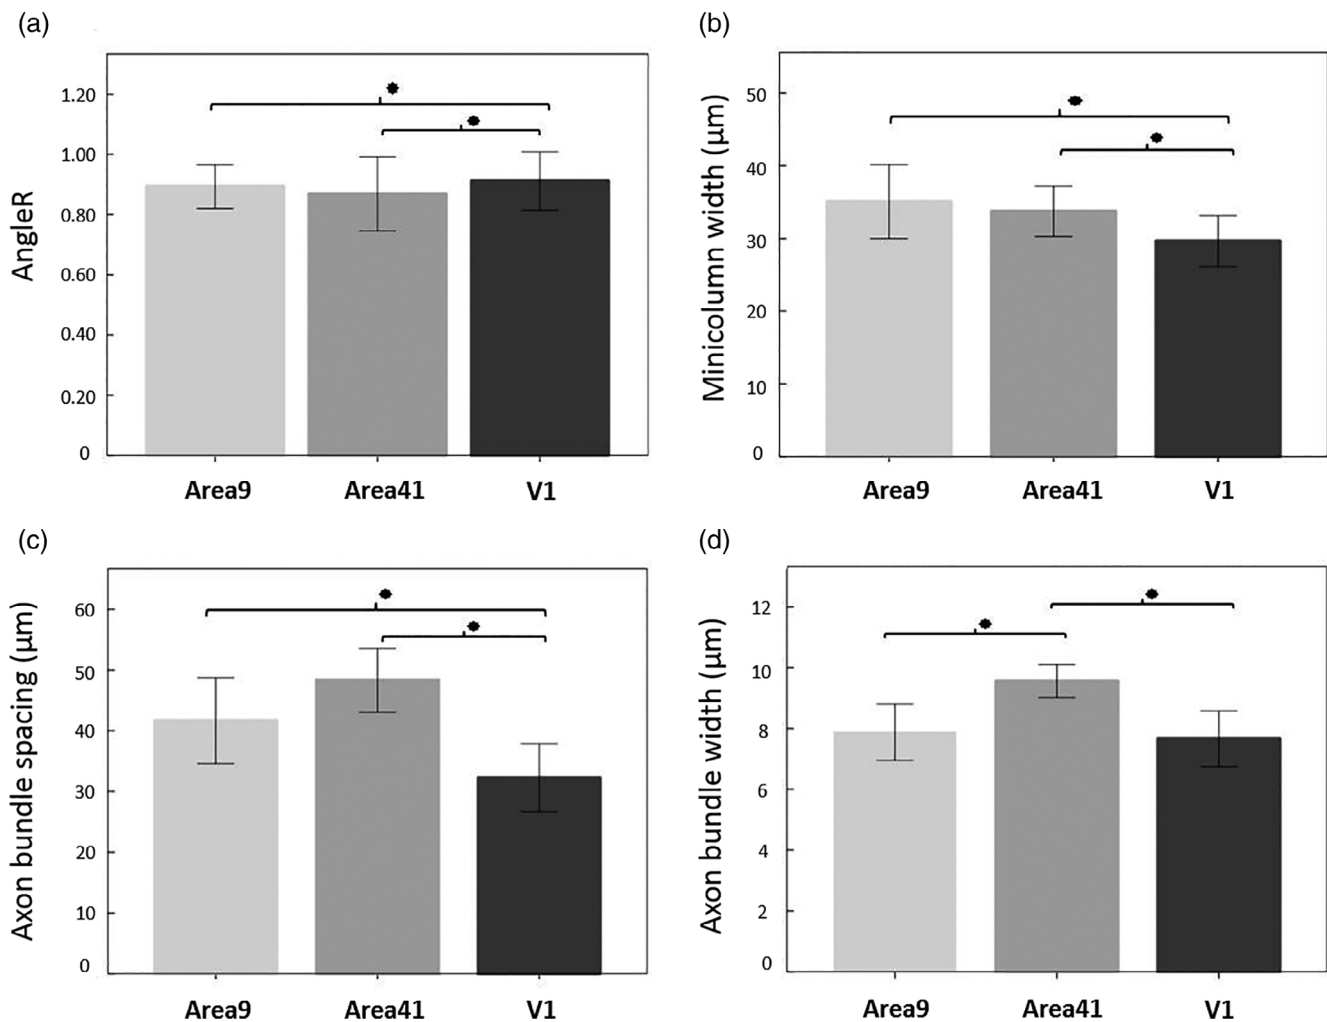 (a)
AngleR
1.20
1.00
0.80
0.60
0.40
0.20
0
Area9 Area41 V1
(b)
Minicolumn width (µm)
50
40
30
20
10
0
Area9 Area41 V1
(c)
Axon bundle spacing (µm)
60
50
40
30
20
10
0
Area9 Area41 V1
(d)
Axon bundle width (µm)
12
10
8
6
4
2
0
Area9 Area41 V1